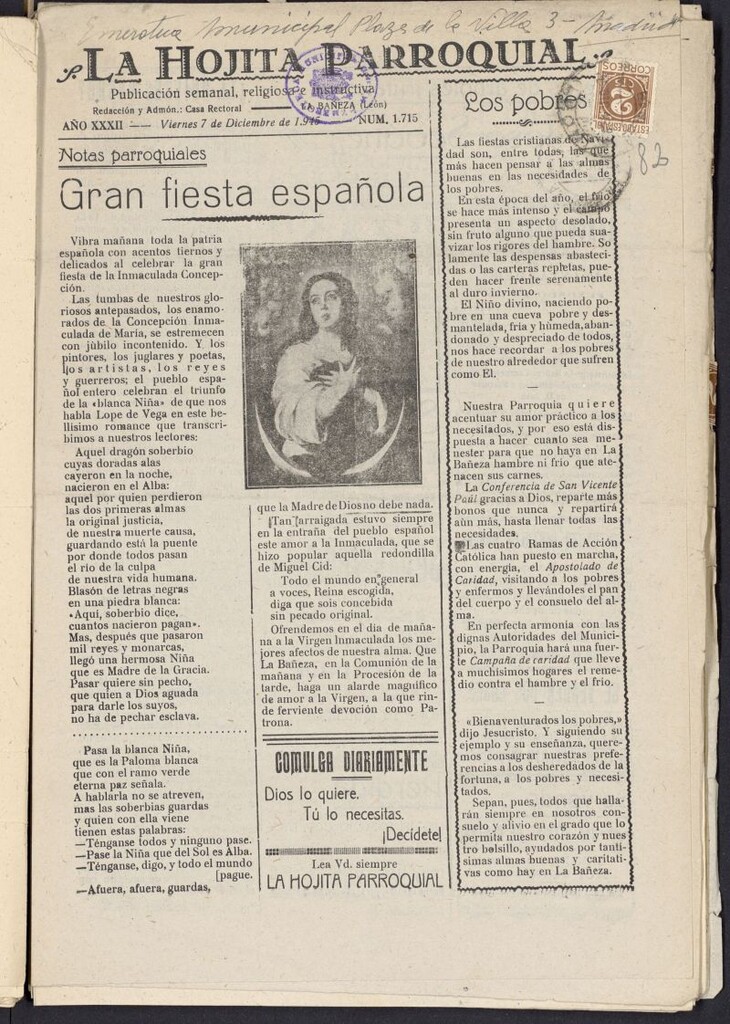 Municipal Plaza de la Villa 3 - Madrid
LA HOJITA PARROQUIAL
Publicación semanal, religiosa e instructiva
Redacción y Admón.: Casa Rectoral
LA BAÑEZA (León)
AÑO XXXII —— Viernes 7 de Diciembre de 1.945 NUM. 1.715
82
Notas parroquiales
Gran fiesta española
Vibra mañana toda la patria
española con acentos tiernos y
delicados al celebrar la gran
fiesta de la Inmaculada Concep-
ción.
Las tumbas de nuestros glo-
riosos antepasados, los enamo-
rados de la Concepción Inma-
culada de María, se estremecen
con júbilo incontenido. Y los
pintores, los juglares y poetas,
los artistas, los reyes
y guerreros; el pueblo espa-
ñol entero celebran el triunfo
de la «blanca Niña» de que nos
habla Lope de Vega en este be-
llisimo romance que transcri-
bimos a nuestros lectores:
Aquel dragón soberbio
cuyas doradas alas
cayeron en la noche,
nacieron en el Alba:
aquel por quien perdieron
las dos primeras almas
la original justicia,
de nuestra muerte causa,
guardando está la puente
por donde todos pasan
el río de la culpa
de nuestra vida humana.
Blasón de letras negras
en una piedra blanca:
«Aquí, soberbio dice,
cuantos nacieron pagan».
Mas, después que pasaron
mil reyes y monarcas,
llegó una hermosa Niña
que es Madre de la Gracia.
Pasar quiere sin pecho,
que quien a Dios aguada
para darle los suyos,
no ha de pechar esclava.
Pasa la blanca Niña,
que es la Paloma blanca
que con el ramo verde
eterna paz señala.
A hablarla no se atreven,
mas las soberbias guardas
y quien con ella viene
tienen estas palabras:
—Ténganse todos y ninguno pase.
—Pase la Niña que del Sol es Alba.
—Ténganse, digo, y todo el mundo
[pague.
—Afuera, afuera, guardas,
que la Madre de Dios no debe nada.
¡Tan arraigada estuvo siempre
en la entraña del pueblo español
este amor a la Inmaculada, que se
hizo popular aquella redondilla
de Miguel Cid:
Todo el mundo en general
a voces, Reina escogida,
diga que sois concebida
sin pecado original.
Ofrendemos en el dia de maña-
na a la Virgen Inmaculada los me-
jores afectos de nuestra alma. Que
La Bañeza, en la Comunión de la
mañana y en la Procesión de la
tarde, haga un alarde magnífico
de amor a la Virgen, a la que rin-
de ferviente devoción como Pa-
trona.
COMULGA DIARIAMENTE
Dios lo quiere.
Tú lo necesitas.
¡Decídete!
Lea Vd. siempre
LA HOJITA PARROQUIAL
Los pobres
Las fiestas cristianas de Navi-
dad son, entre todas, las que
más hacen pensar a las almas
buenas en las necesidades de
los pobres.
En esta época del año, el frío
se hace más intenso y el campo
presenta un aspecto desolado,
sin fruto alguno que pueda sua-
vizar los rigores del hambre. So
lamente las despensas abasteci-
das o las carteras repletas, pue-
den hacer frente serenamente
al duro invierno.
El Niño divino, naciendo po-
bre en una cueva pobre y des-
mantelada, fría y húmeda, aban-
donado y despreciado de todos,
nos hace recordar a los pobres
de nuestro alrededor que sufren
como El.
—
Nuestra Parroquia quiere
acentuar su amor práctico a los
necesitados, y por eso está dis-
puesta a hacer cuanto sea me-
nester para que no haya en La
Bañeza hambre ni frio que ate-
nacen sus carnes.
La Conferencia de San Vicente
Paúl gracias a Dios, reparte más
bonos que nunca y repartirá
aún más, hasta llenar todas las
necesidades.
Las cuatro Ramas de Acción
Católica han puesto en marcha,
con energía, el Apostolado de
Caridad, visitando a los pobres
y enfermos y llevándoles el pan
del cuerpo y el consuelo del al-
ma.
En perfecta armonia con las
dignas Autoridades del Munici-
pio, la Parroquia hará una fuer-
te Campaña de caridad que lleve
a muchísimos hogares el reme-
dio contra el hambre y el frio.
—
«Bienaventurados los pobres,»
dijo Jesucristo. Y siguiendo su
ejemplo y su enseñanza, quere-
mos consagrar nuestras prefe-
rencias a los desheredados de la
fortuna, a los pobres y necesi-
tados.
Sepan, pues, todos que halla-
rán siempre en nosotros con-
suelo y alivio en el grado que lo
permita nuestro corazón y nues
tro bolsillo, ayudados por tantí-
simas almas buenas y caritati-
vas como hay en La Bañeza.
CORREOS
2